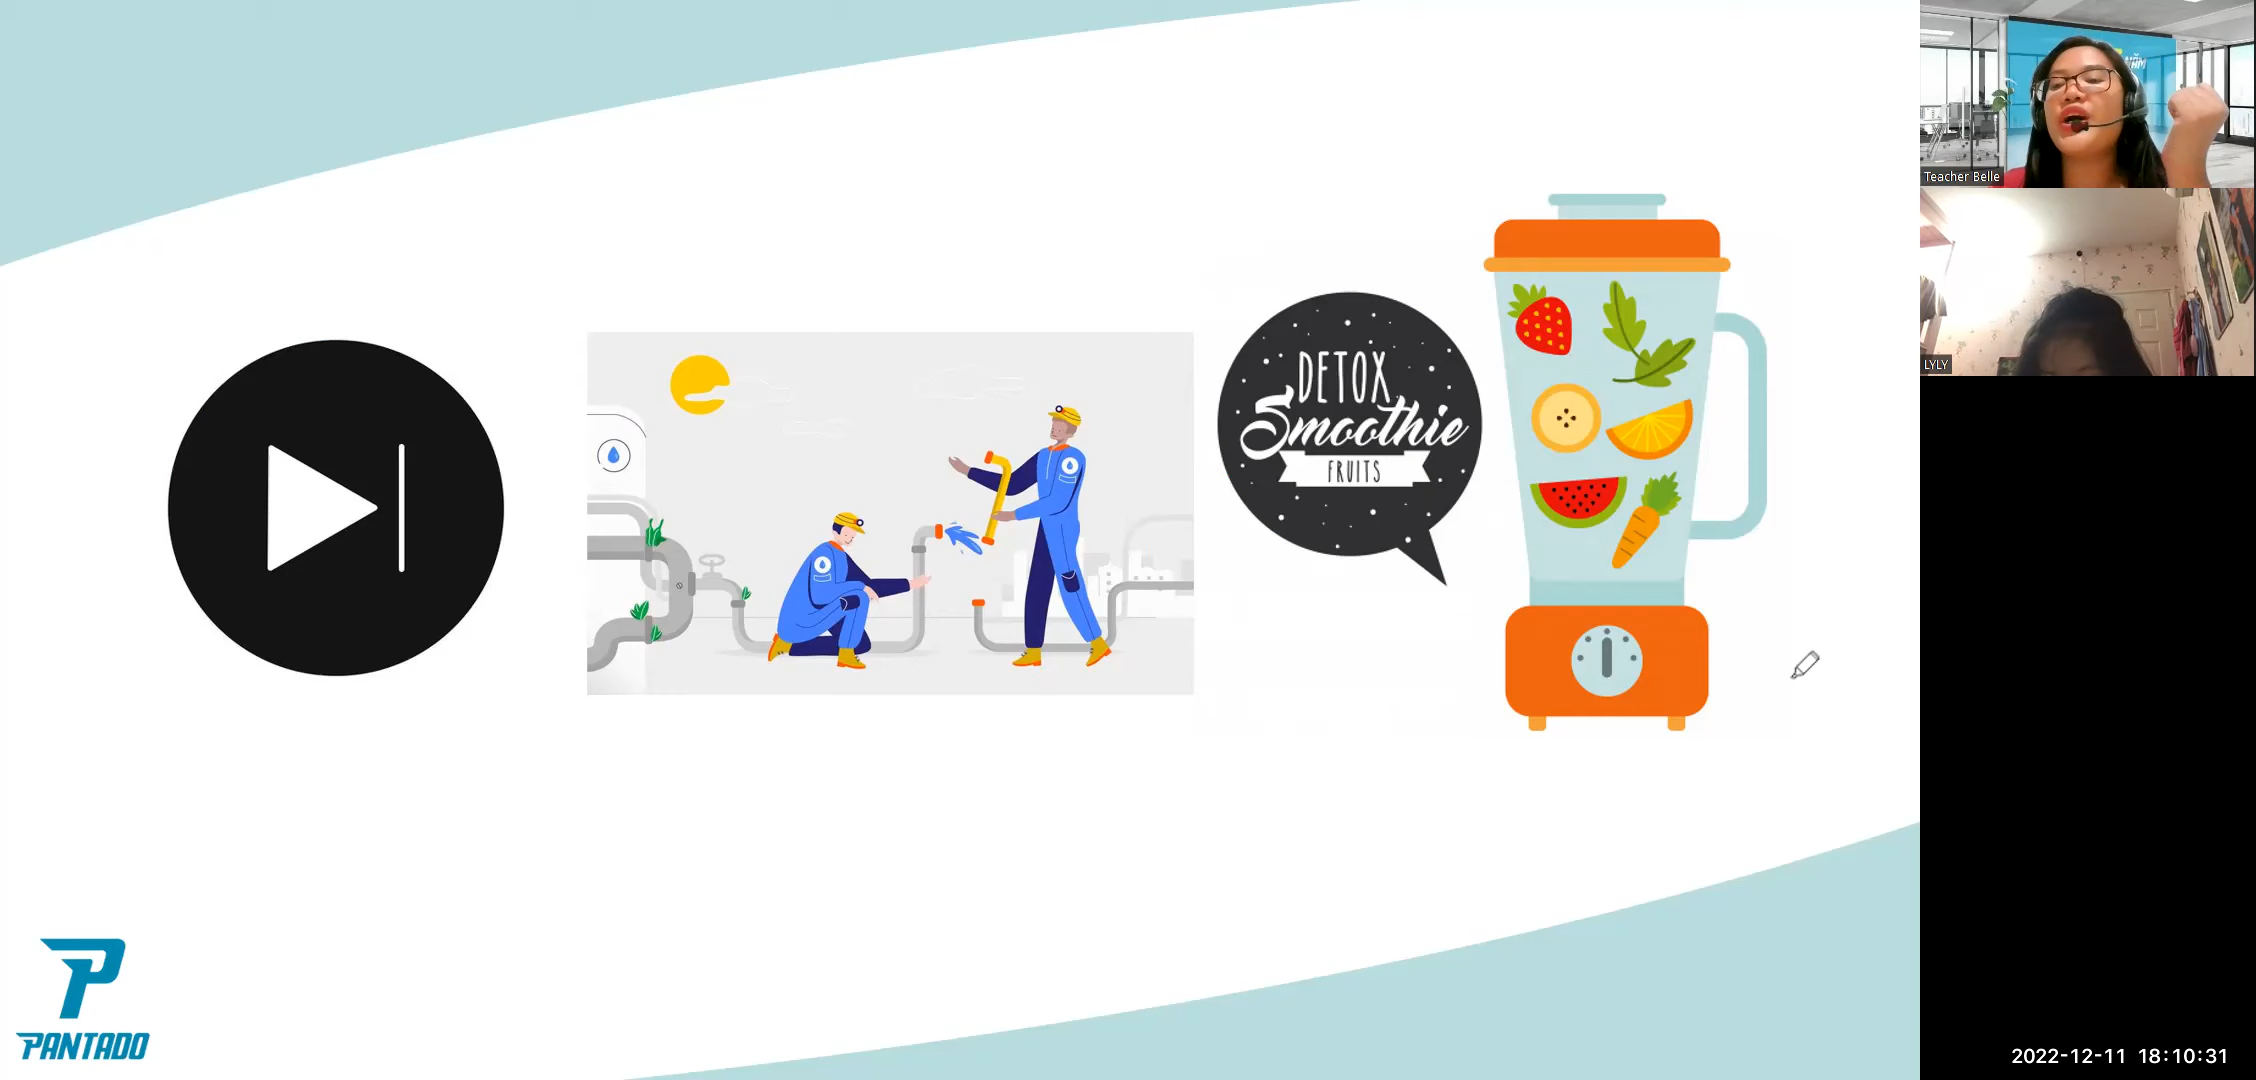 DETOX
Smoothie
FRUITS
PANTADO
Teacher Belle
LYLY
2022-12-11 18:10:31